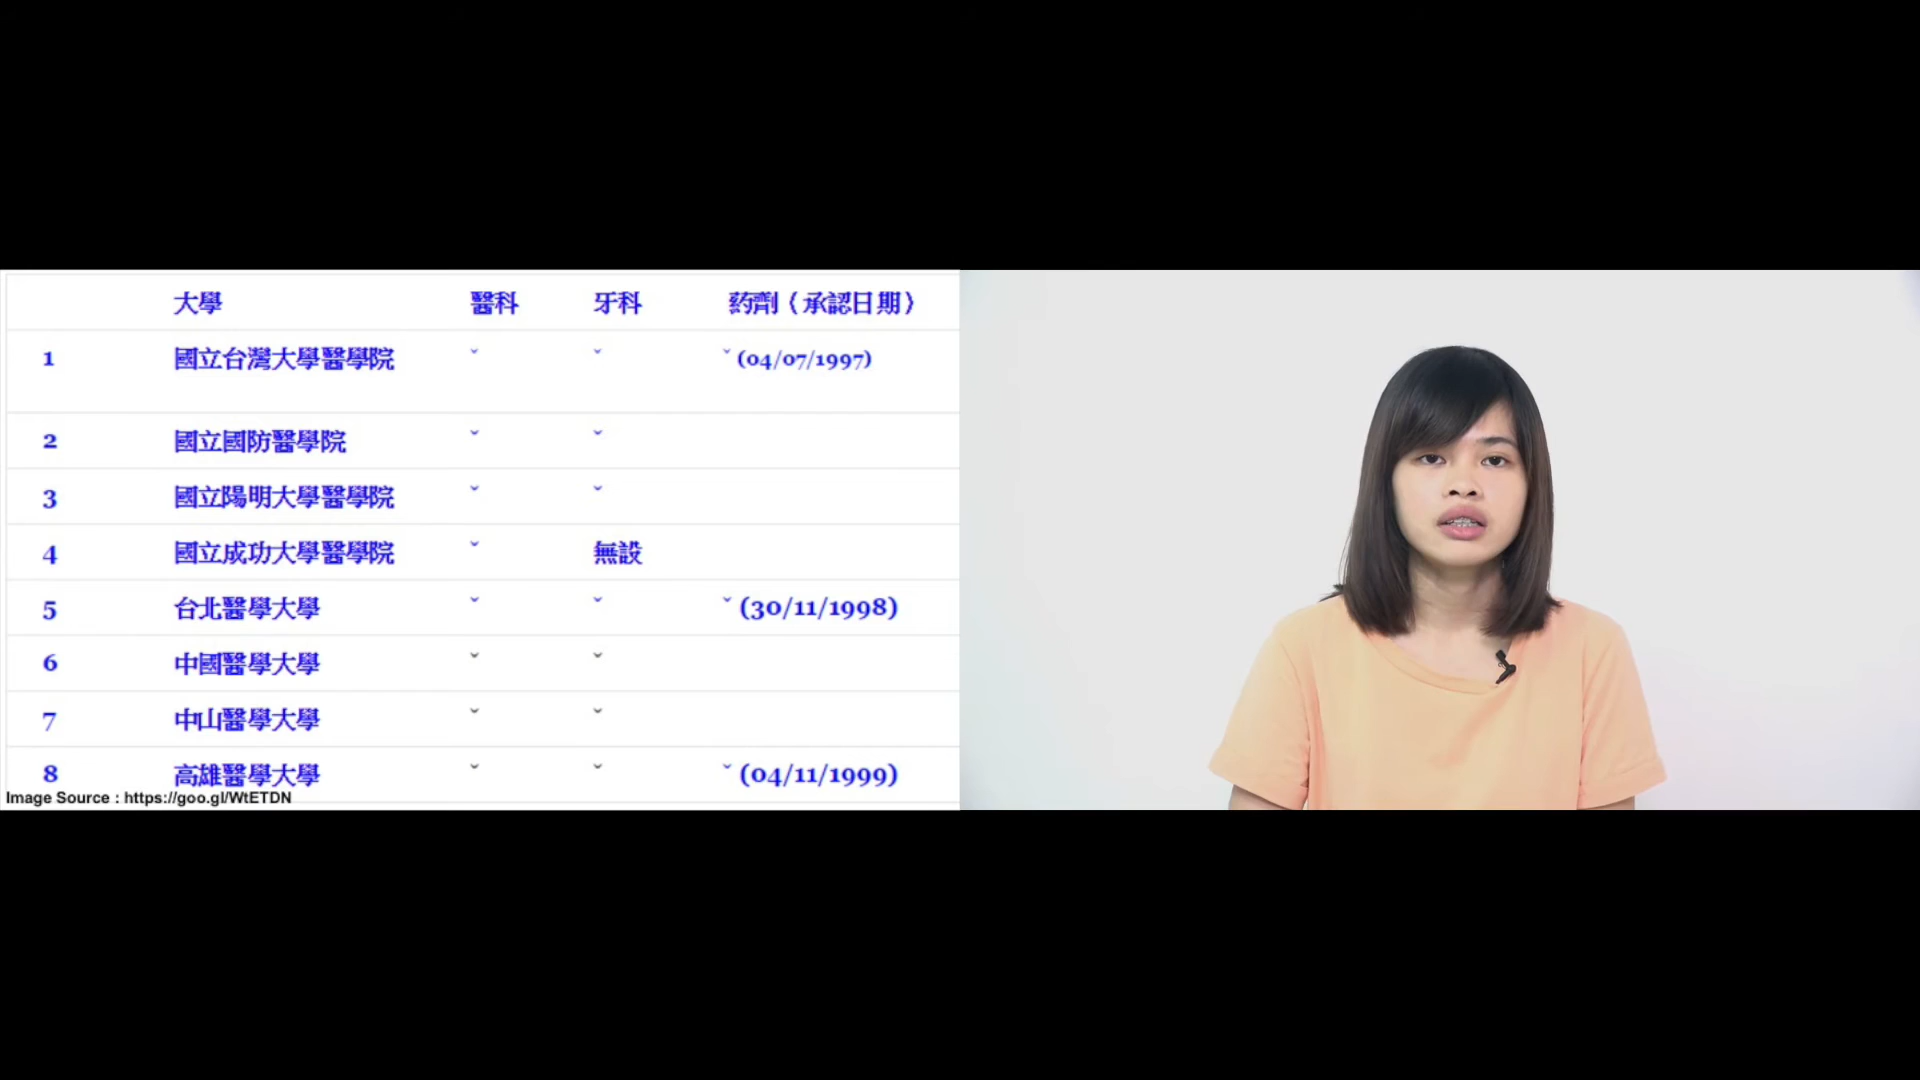 大學 醫科 牙科 葯劑（承認日期）
1 國立台灣大學醫學院 ˇ ˇ ˇ (04/07/1997)
2 國立國防醫學院 ˇ ˇ
3 國立陽明大學醫學院 ˇ ˇ
4 國立成功大學醫學院 ˇ 無設
5 台北醫學大學 ˇ ˇ ˇ (30/11/1998)
6 中國醫學大學 ˇ ˇ
7 中山醫學大學 ˇ ˇ
8 高雄醫學大學 ˇ ˇ ˇ (04/11/1999)
Image Source : https://goo.gl/WtETDN